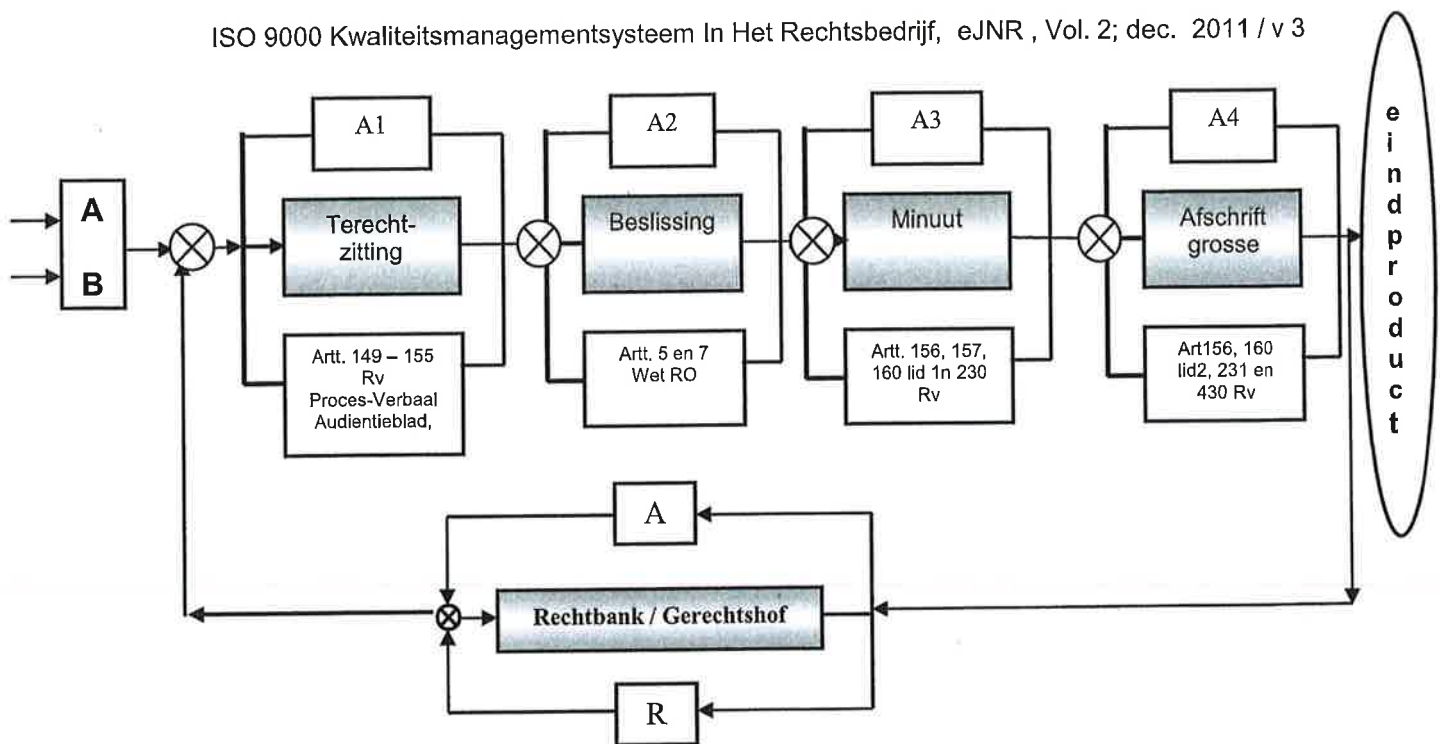 ISO 9000 Kwaliteitsmanagementsysteem In Het Rechtsbedrijf, eJNR , Vol. 2; dec. 2011 / v 3
A
B
A1
Terecht-
zitting
Artt. 149 – 155
Rv
Proces-Verbaal
Audientieblad,
A2
Beslissing
Artt. 5 en 7
Wet RO
A3
Minuut
Artt. 156, 157,
160 lid 1n 230
Rv
A4
Afschrift
grosse
Art156, 160
lid2, 231 en
430 Rv
eindproduct
A
Rechtbank / Gerechtshof
R